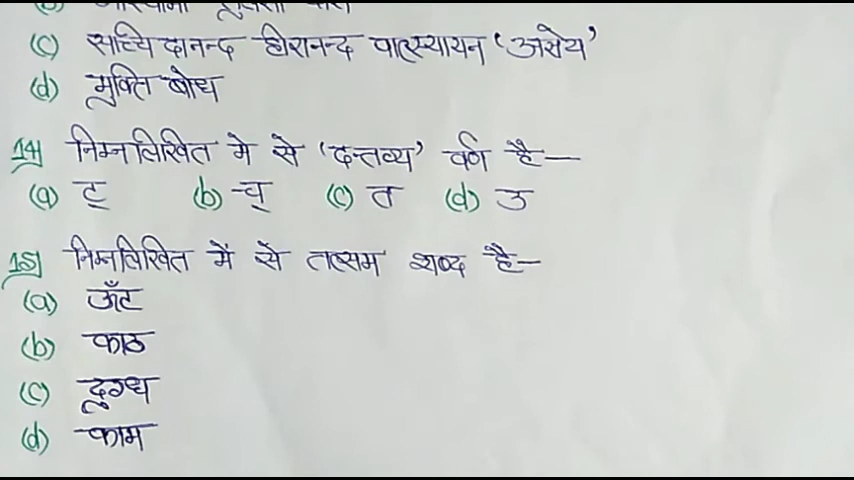 (c) सच्चिदानन्द हीरानन्द वात्स्यायन 'अज्ञेय'
(d) मुक्ति बोध
14) निम्नलिखित मे से 'दन्तव्य' वर्ण है—
(a) ट् (b) च् (c) त (d) उ
15) निम्नलिखित में से तत्सम शब्द है—
(a) ऊँट
(b) काठ
(c) दुग्ध
(d) काम